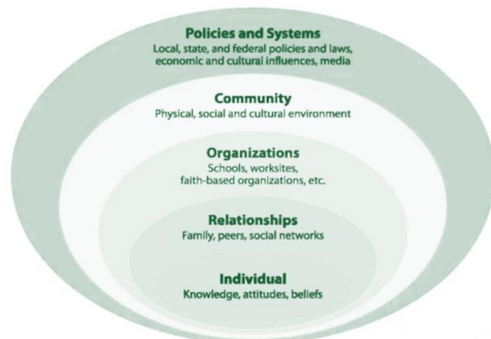 Policies and Systems
Local, state, and federal policies and laws,
economic and cultural influences, media
Community
Physical, social and cultural environment
Organizations
Schools, worksites,
faith-based organizations, etc.
Relationships
Family, peers, social networks
Individual
Knowledge, attitudes, beliefs